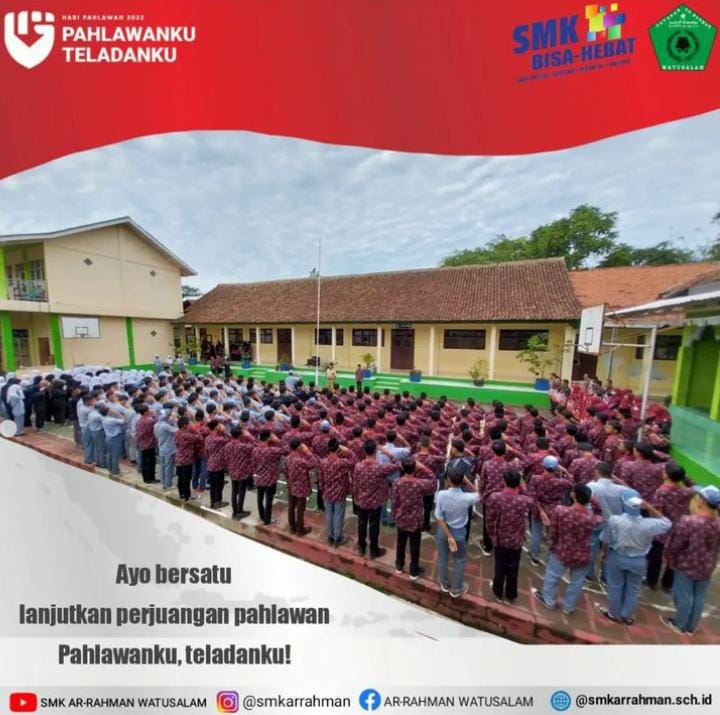 HARI PAHLAWAN 2022
PAHLAWANKU
TELADANKU
SMK
BISA-HEBAT
WATUSALAM
Ayo bersatu
lanjutkan perjuangan pahlawan
Pahlawanku, teladanku!
SMK AR-RAHMAN WATUSALAM
@smkarrahman
AR-RAHMAN WATUSALAM
@smkarrahman.sch.id